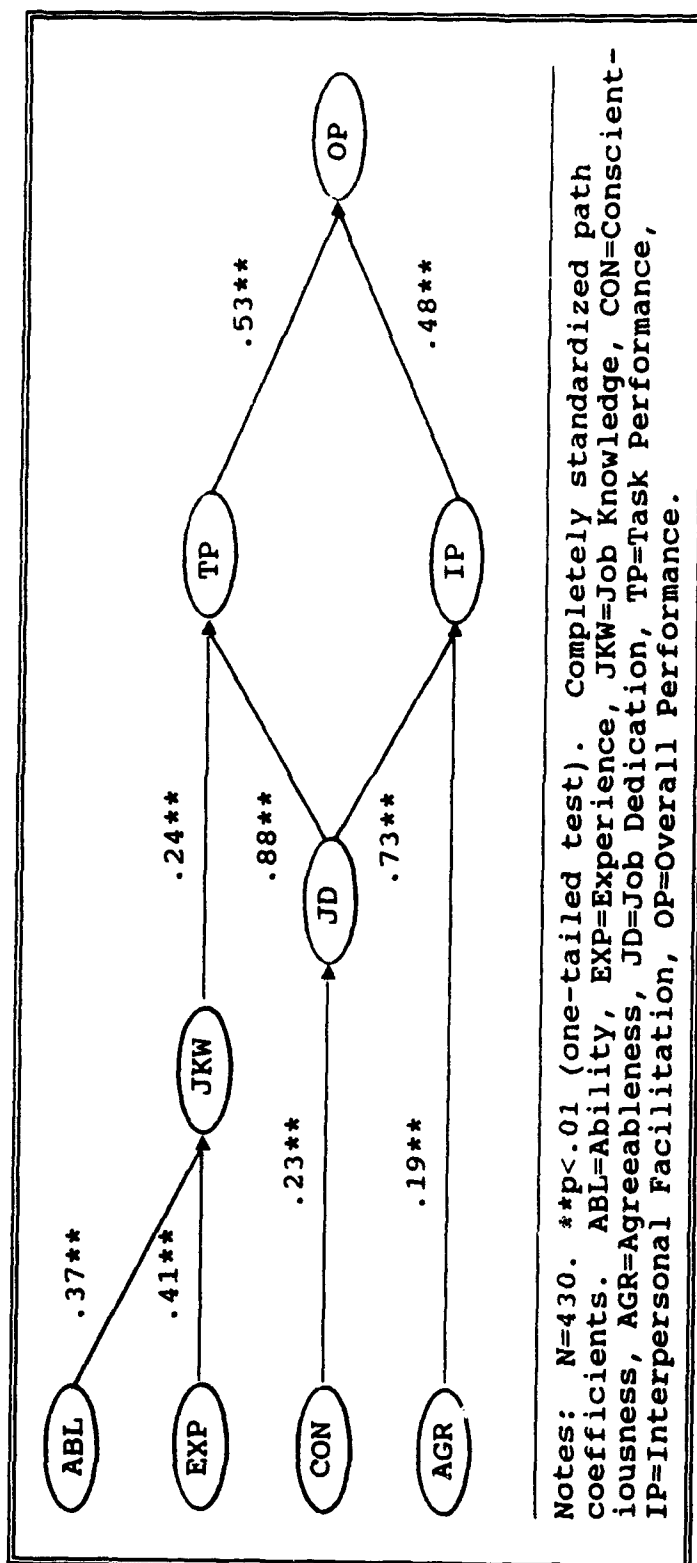 ABL
EXP
CON
AGR
.37**
.41**
.23**
.19**
JKW
JD
.24**
.88**
.73**
TP
IP
.53**
.48**
OP
Notes: N=430. **p<.01 (one-tailed test). Completely standardized path
coefficients. ABL=Ability, EXP=Experience, JKW=Job Knowledge, CON=Conscient-
iousness, AGR=Agreeableness, JD=Job Dedication, TP=Task Performance,
IP=Interpersonal Facilitation, OP=Overall Performance.